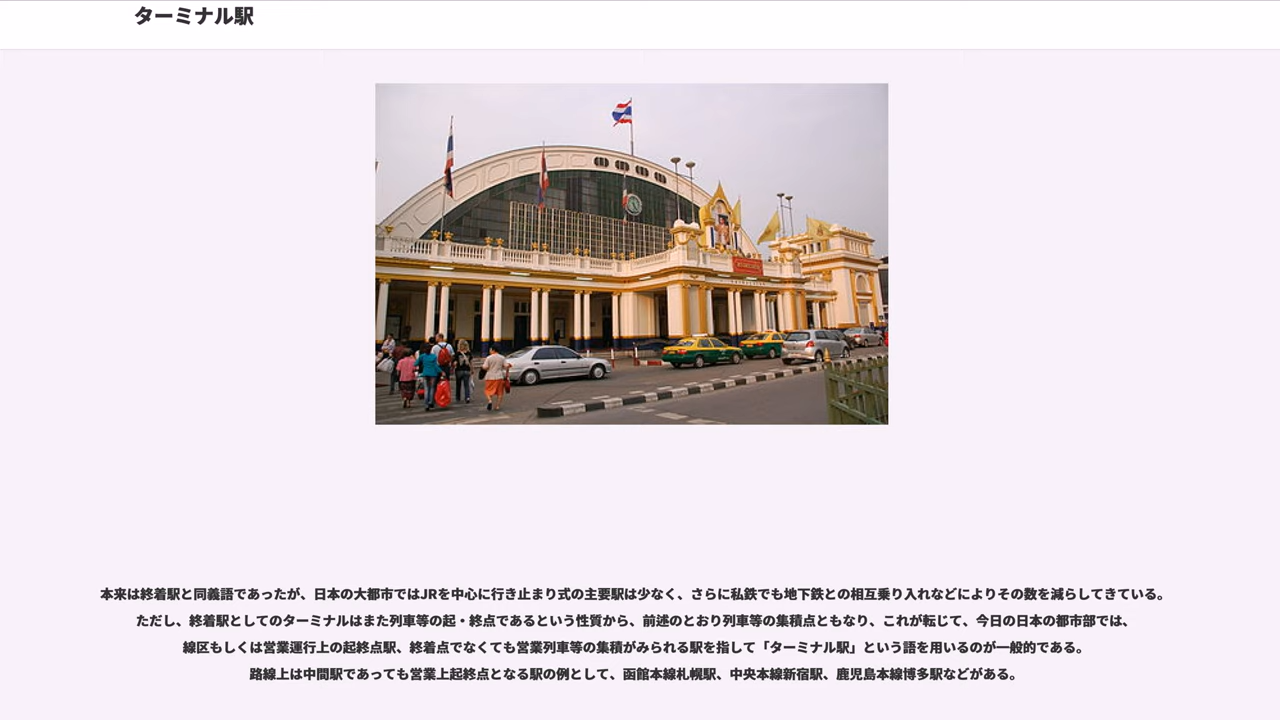 ターミナル駅
本来は終着駅と同義語であったが、日本の大都市ではJRを中心に行き止まり式の主要駅は少なく、さらに私鉄でも地下鉄との相互乗り入れなどによりその数を減らしてきている。
ただし、終着駅としてのターミナルはまた列車等の起・終点であるという性質から、前述のとおり列車等の集積点ともなり、これが転じて、今日の日本の都市部では、
線区もしくは営業運行上の起終点駅、終着点でなくても営業列車等の集積がみられる駅を指して「ターミナル駅」という語を用いるのが一般的である。
路線上は中間駅であっても営業上起終点となる駅の例として、函館本線札幌駅、中央本線新宿駅、鹿児島本線博多駅などがある。